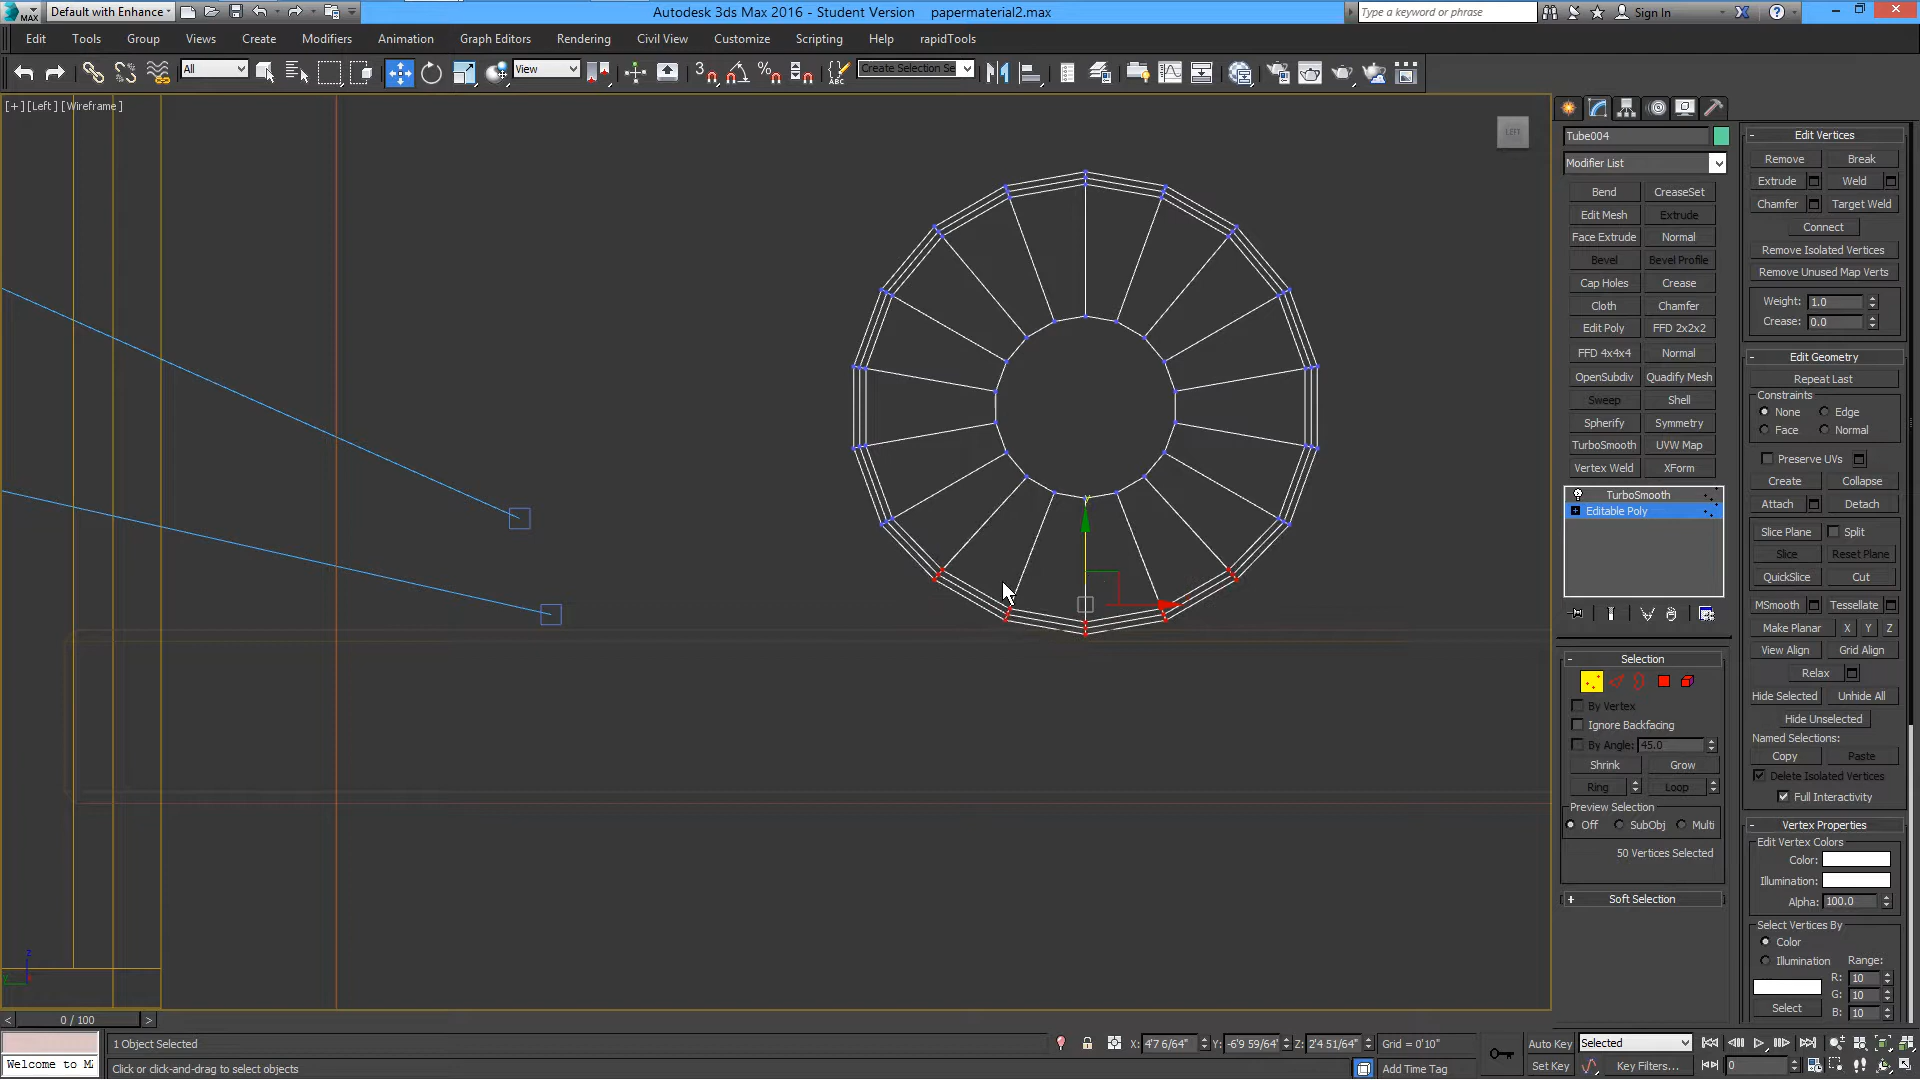 MAX
Default with Enhance
Autodesk 3ds Max 2016 - Student Version papermaterial2.max
Type a keyword or phrase
Sign In
Edit Tools Group Views Create Modifiers Animation Graph Editors Rendering Civil View Customize Scripting Help rapidTools
All
View
3
ABC
Create Selection Se
[+] [Left] [Wireframe ]
LEFT
y
z
Tube004
Modifier List
Bend CreaseSet
Edit Mesh Extrude
Face Extrude Normal
Bevel Bevel Profile
Cap Holes Crease
Cloth Chamfer
Edit Poly FFD 2x2x2
FFD 4x4x4 Normal
OpenSubdiv Quadify Mesh
Sweep Shell
Spherify Symmetry
TurboSmooth UVW Map
Vertex Weld XForm
TurboSmooth
Editable Poly
Selection
By Vertex
Ignore Backfacing
By Angle: 45.0
Shrink Grow
Ring Loop
Preview Selection
Off SubObj Multi
50 Vertices Selected
Soft Selection
Edit Vertices
Remove Break
Extrude Weld
Chamfer Target Weld
Connect
Remove Isolated Vertices
Remove Unused Map Verts
Weight: 1.0
Crease: 0.0
Edit Geometry
Repeat Last
Constraints
None Edge
Face Normal
Preserve UVs
Create Collapse
Attach Detach
Slice Plane Split
Slice Reset Plane
QuickSlice Cut
MSmooth Tessellate
Make Planar X Y Z
View Align Grid Align
Relax
Hide Selected Unhide All
Hide Unselected
Named Selections:
Copy Paste
Delete Isolated Vertices
Full Interactivity
Vertex Properties
Edit Vertex Colors
Color:
Illumination:
Alpha: 100.0
Select Vertices By
Color
Illumination Range:
R: 10
G: 10
Select B: 10
0 / 100
Welcome to M
1 Object Selected
Click or click-and-drag to select objects
X: 4'7 6/64" Y: -6'9 59/64" Z: 2'4 51/64" Grid = 0'10"
Add Time Tag
Auto Key Selected
Set Key Key Filters...
0